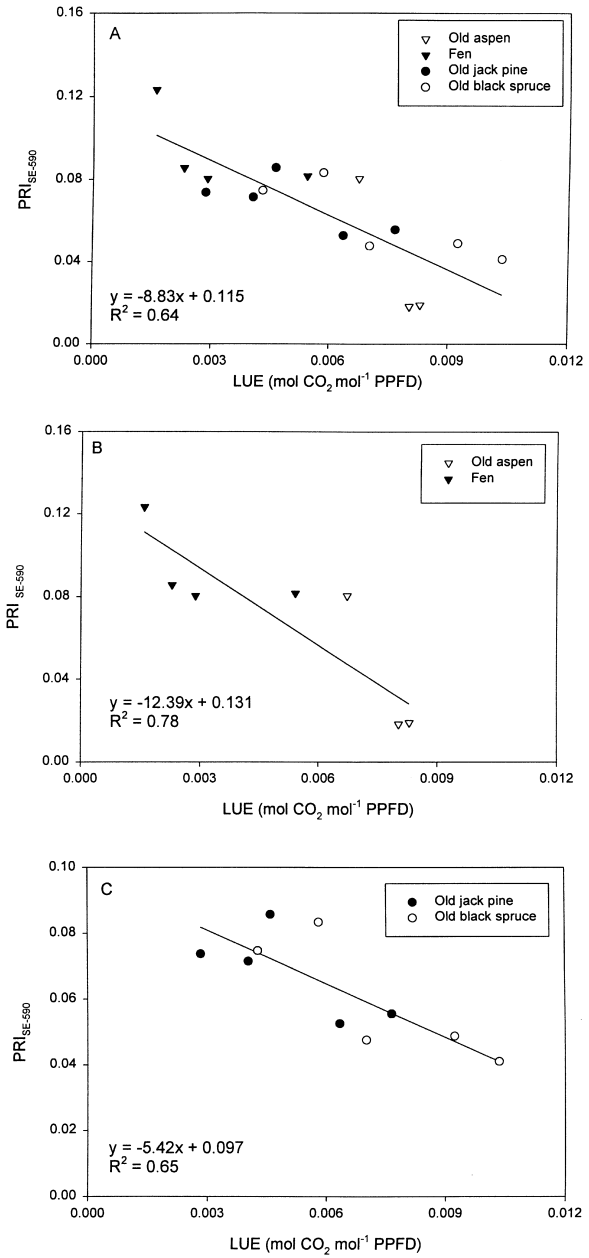 A
Old aspen
Fen
Old jack pine
Old black spruce
0.16
0.12
0.08
0.04
0.00
PRI SE-590
y = -8.83x + 0.115
R² = 0.64
0.000 0.003 0.006 0.009 0.012
LUE (mol CO₂ mol⁻¹ PPFD)
B
Old aspen
Fen
0.16
0.12
0.08
0.04
0.00
PRI SE-590
y = -12.39x + 0.131
R² = 0.78
0.000 0.003 0.006 0.009 0.012
LUE (mol CO₂ mol⁻¹ PPFD)
C
Old jack pine
Old black spruce
0.10
0.08
0.06
0.04
0.02
0.00
PRI SE-590
y = -5.42x + 0.097
R² = 0.65
0.000 0.003 0.006 0.009 0.012
LUE (mol CO₂ mol⁻¹ PPFD)